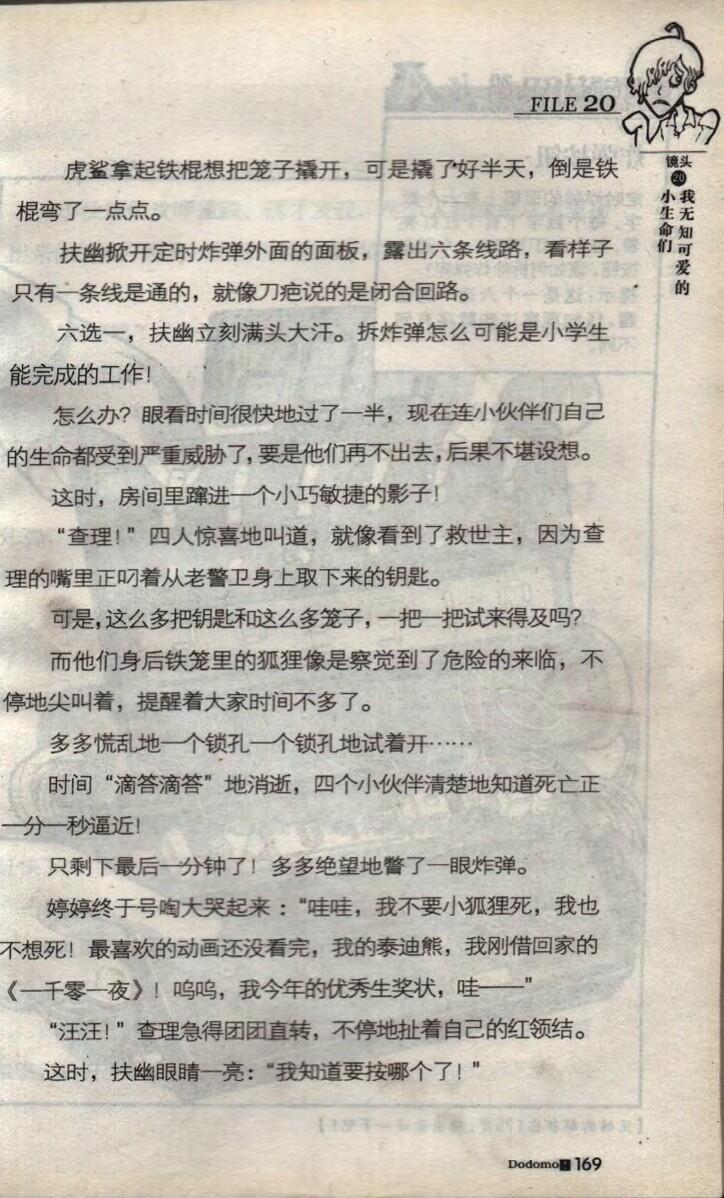 FILE 20
镜头
20
我无知可爱的
小生命们
虎鲨拿起铁棍想把笼子撬开，可是撬了好半天，倒是铁
棍弯了一点点。
扶幽掀开定时炸弹外面的面板，露出六条线路，看样子
只有一条线是通的，就像刀疤说的是闭合回路。
六选一，扶幽立刻满头大汗。拆炸弹怎么可能是小学生
能完成的工作！
怎么办？眼看时间很快地过了一半，现在连小伙伴们自己
的生命都受到严重威胁了，要是他们再不出去，后果不堪设想。
这时，房间里蹿进一个小巧敏捷的影子！
“查理！”四人惊喜地叫道，就像看到了救世主，因为查
理的嘴里正叼着从老警卫身上取下来的钥匙。
可是，这么多把钥匙和这么多笼子，一把一把试来得及吗？
而他们身后铁笼里的狐狸像是察觉到了危险的来临，不
停地尖叫着，提醒着大家时间不多了。
多多慌乱地一个锁孔一个锁孔地试着开……
时间“滴答滴答”地消逝，四个小伙伴清楚地知道死亡正
一分一秒逼近！
只剩下最后一分钟了！多多绝望地瞥了一眼炸弹。
婷婷终于号啕大哭起来：“哇哇，我不要小狐狸死，我也
不想死！最喜欢的动画还没看完，我的泰迪熊，我刚借回家的
《一千零一夜》！呜呜，我今年的优秀生奖状，哇——”
“汪汪！”查理急得团团直转，不停地扯着自己的红领结。
这时，扶幽眼睛一亮：“我知道要按哪个了！”
Dodomo 169